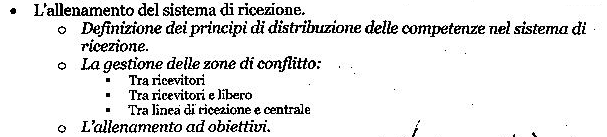 • L'allenamento del sistema di ricezione.
o Definizione dei principi di distribuzione delle competenze nel sistema di
ricezione.
o La gestione delle zone di conflitto:
▪ Tra ricevitori
▪ Tra ricevitori e libero
▪ Tra linea di ricezione e centrale
o L'allenamento ad obiettivi.